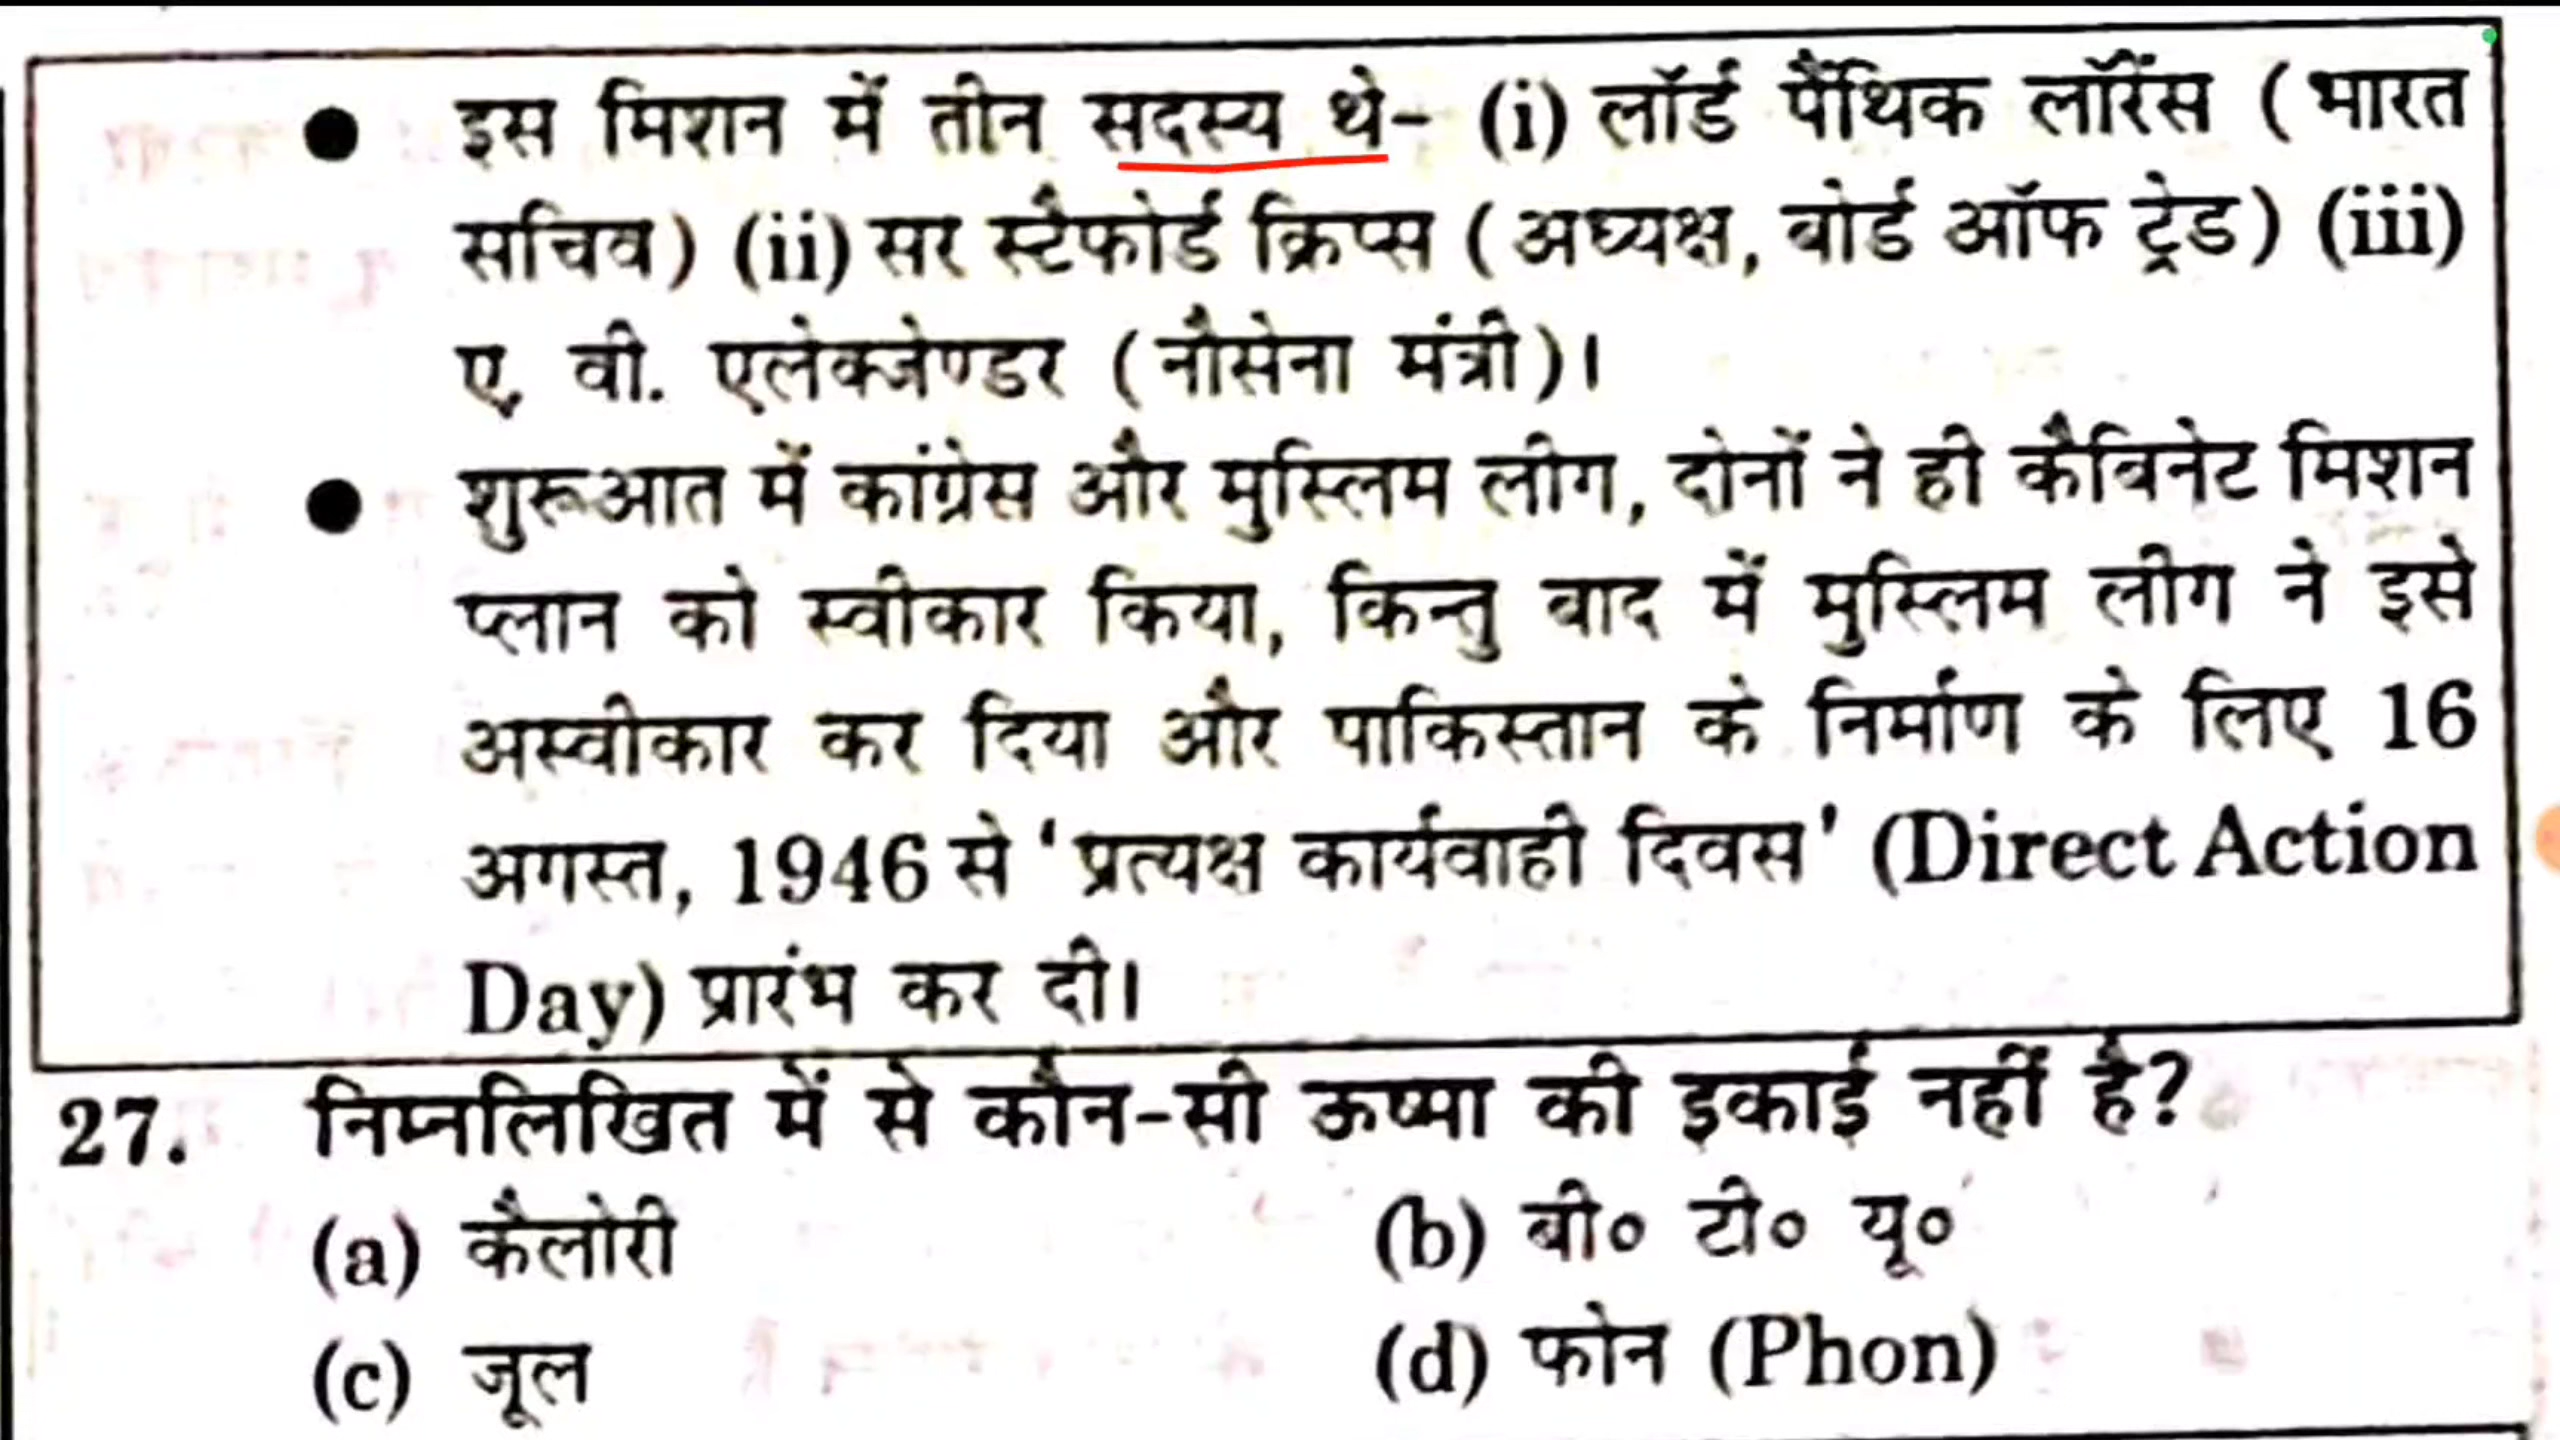 ● इस मिशन में तीन सदस्य थे- (i) लॉर्ड पैंथिक लॉरेंस (भारत
सचिव) (ii) सर स्टैफोर्ड क्रिप्स (अध्यक्ष, बोर्ड ऑफ ट्रेड) (iii)
ए. वी. एलेक्जेण्डर (नौसेना मंत्री)।
● शुरूआत में कांग्रेस और मुस्लिम लीग, दोनों ने ही कैबिनेट मिशन
प्लान को स्वीकार किया, किन्तु बाद में मुस्लिम लीग ने इसे
अस्वीकार कर दिया और पाकिस्तान के निर्माण के लिए 16
अगस्त, 1946 से 'प्रत्यक्ष कार्यवाही दिवस' (Direct Action
Day) प्रारंभ कर दी।
27. निम्नलिखित में से कौन-सी ऊष्मा की इकाई नहीं है?
(a) कैलोरी (b) बी० टी० यू०
(c) जूल (d) फोन (Phon)